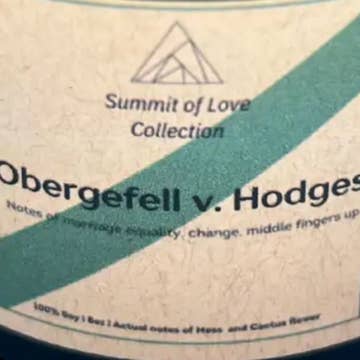 Summit of Love
Collection
Obergefell v. Hodges
Notes of marriage equality, change, middle fingers up
100% Soy | 8oz | Actual notes of Moss and Cactus flower